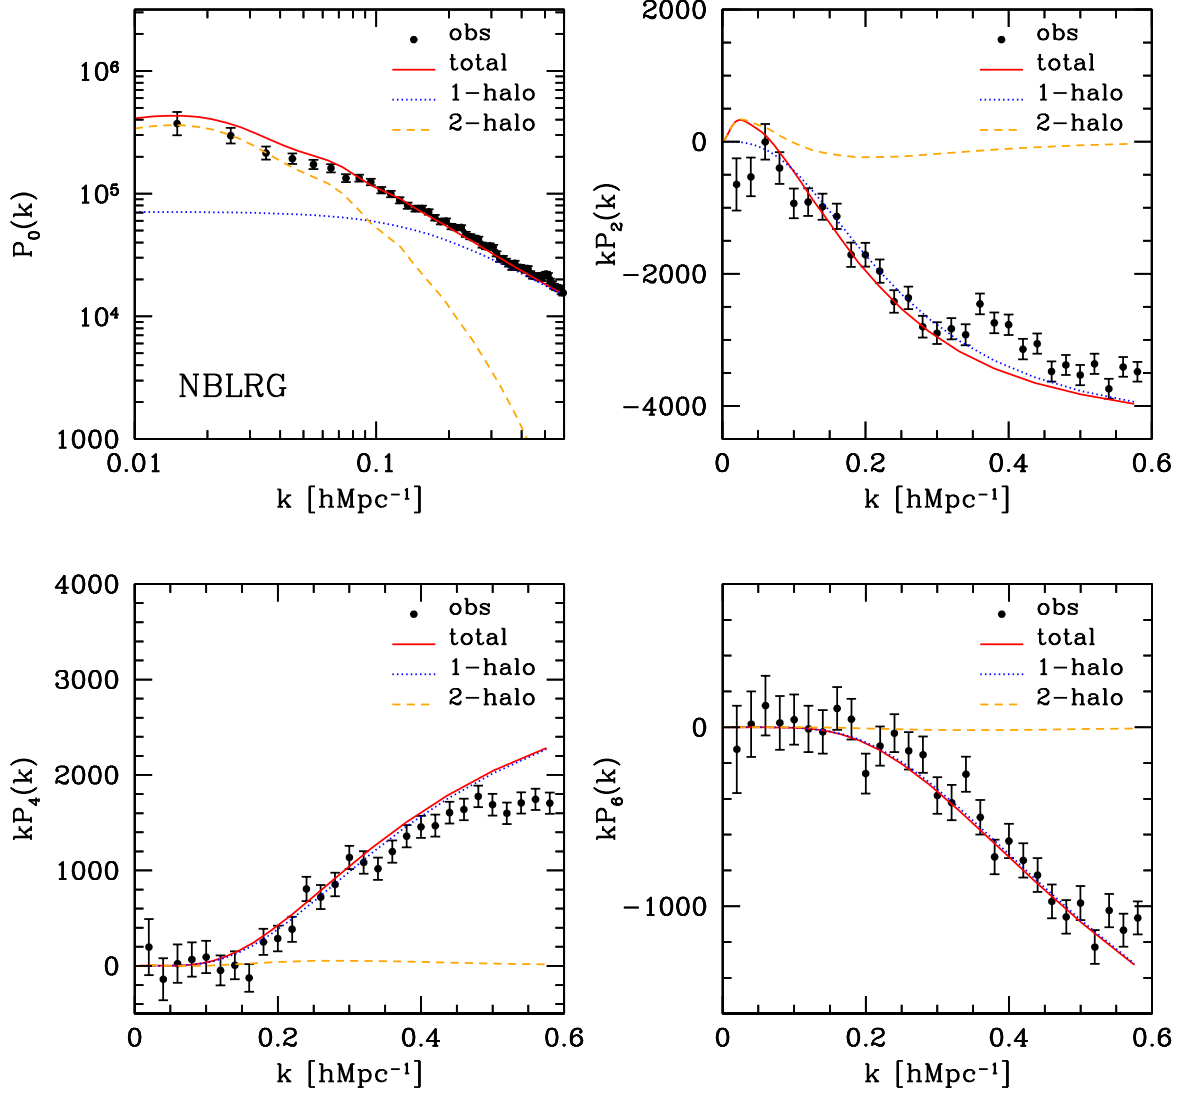 10⁶
10⁵
10⁴
1000
P₀(k)
obs
total
1-halo
2-halo
NBLRG
0.01
0.1
k [hMpc⁻¹]
2000
0
-2000
-4000
kP₂(k)
obs
total
1-halo
2-halo
0
0.2
0.4
0.6
k [hMpc⁻¹]
4000
3000
2000
1000
0
kP₄(k)
obs
total
1-halo
2-halo
0
0.2
0.4
0.6
k [hMpc⁻¹]
0
-1000
kP₆(k)
obs
total
1-halo
2-halo
0
0.2
0.4
0.6
k [hMpc⁻¹]